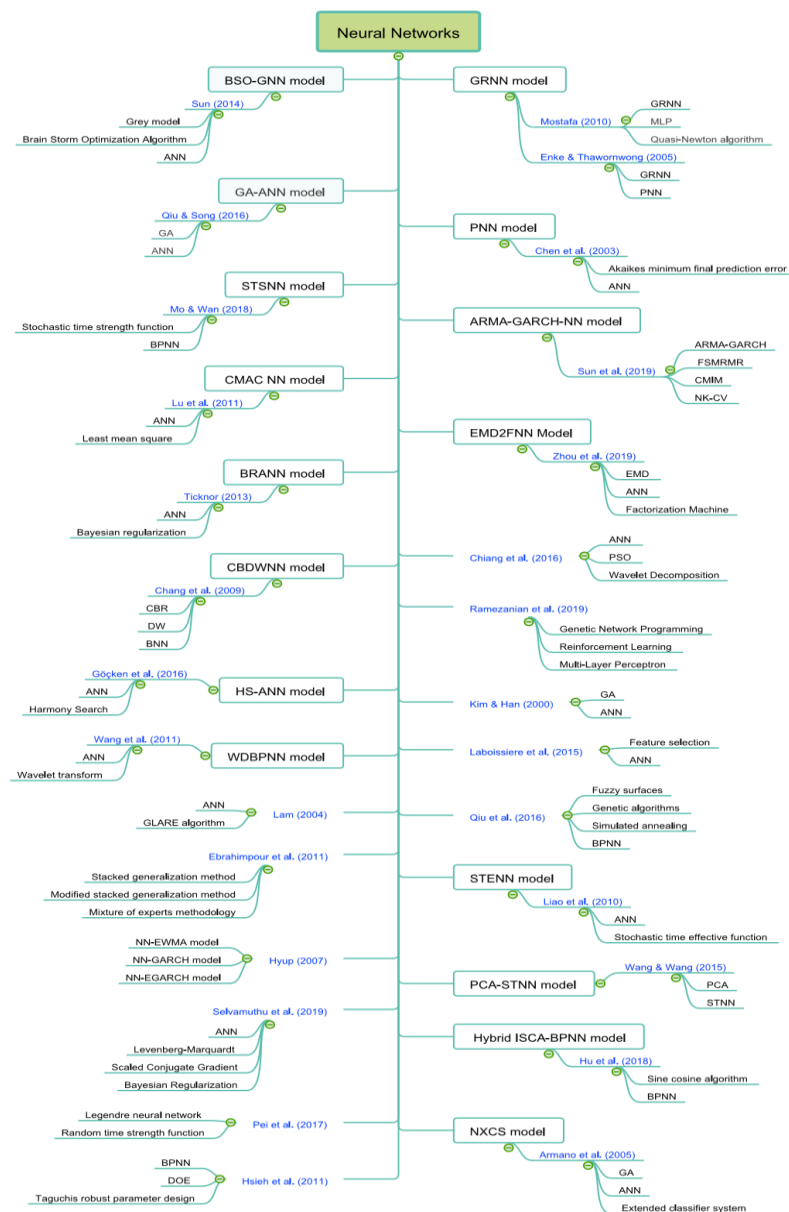 Neural Networks
BSO-GNN model
Sun (2014)
Grey model
Brain Storm Optimization Algorithm
ANN
GA-ANN model
Qiu & Song (2016)
GA
ANN
STSNN model
Mo & Wan (2018)
Stochastic time strength function
BPNN
CMAC NN model
Lu et al. (2011)
ANN
Least mean square
BRANN model
Ticknor (2013)
ANN
Bayesian regularization
CBDWNN model
Chang et al. (2009)
CBR
DW
BNN
HS-ANN model
Göçken et al. (2016)
ANN
Harmony Search
WDBPNN model
Wang et al. (2011)
ANN
Wavelet transform
Lam (2004)
ANN
GLARE algorithm
Ebrahimpour et al. (2011)
Stacked generalization method
Modified stacked generalization method
Mixture of experts methodology
Hyup (2007)
NN-EWMA model
NN-GARCH model
NN-EGARCH model
Selvamuthu et al. (2019)
ANN
Levenberg-Marquardt
Scaled Conjugate Gradient
Bayesian Regularization
Pei et al. (2017)
Legendre neural network
Random time strength function
Hsieh et al. (2011)
BPNN
DOE
Taguchis robust parameter design
GRNN model
Mostafa (2010)
GRNN
MLP
Quasi-Newton algorithm
Enke & Thawornwong (2005)
GRNN
PNN
PNN model
Chen et al. (2003)
Akaikes minimum final prediction error
ANN
ARMA-GARCH-NN model
Sun et al. (2019)
ARMA-GARCH
FSMRMR
CMIM
NK-CV
EMD2FNN Model
Zhou et al. (2019)
EMD
ANN
Factorization Machine
Chiang et al. (2016)
ANN
PSO
Wavelet Decomposition
Ramezanian et al. (2019)
Genetic Network Programming
Reinforcement Learning
Multi-Layer Perceptron
Kim & Han (2000)
GA
ANN
Laboissiere et al. (2015)
Feature selection
ANN
Qiu et al. (2016)
Fuzzy surfaces
Genetic algorithms
Simulated annealing
BPNN
STENN model
Liao et al. (2010)
ANN
Stochastic time effective function
PCA-STNN model
Wang & Wang (2015)
PCA
STNN
Hybrid ISCA-BPNN model
Hu et al. (2018)
Sine cosine algorithm
BPNN
NXCS model
Armano et al. (2005)
GA
ANN
Extended classifier system